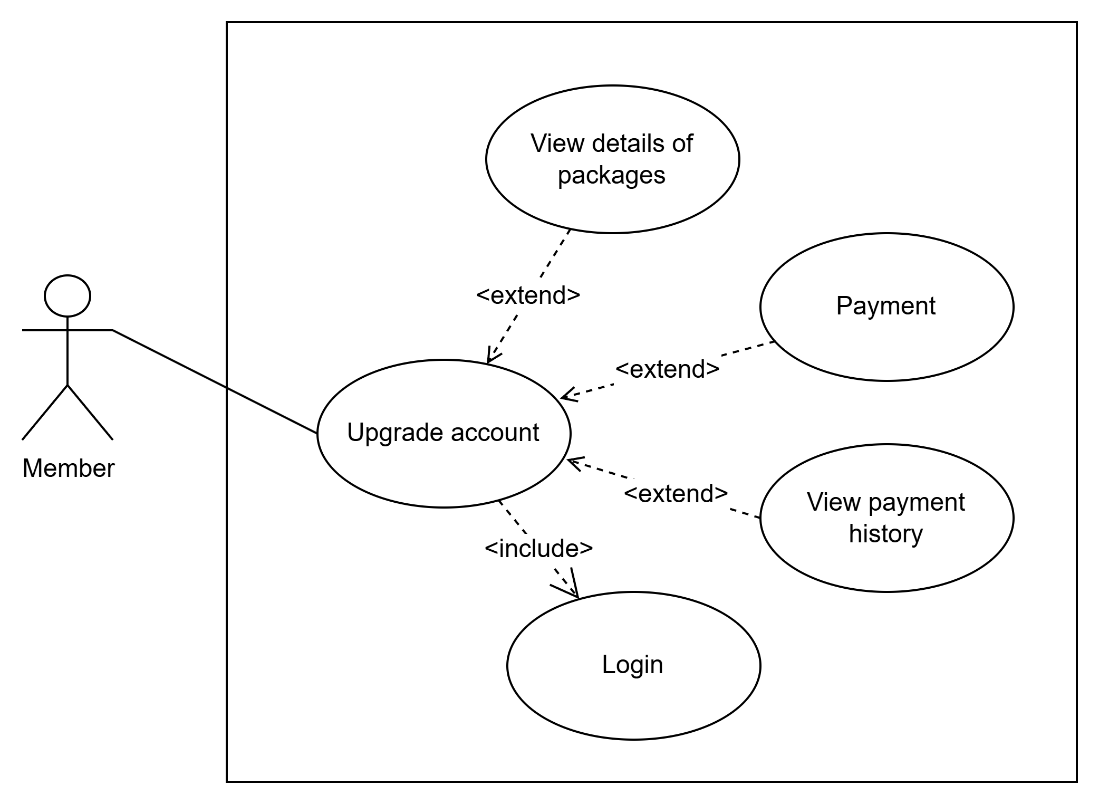 View details of
packages
<extend>
Payment
<extend>
Upgrade account
Member
<extend>
View payment
history
<include>
Login